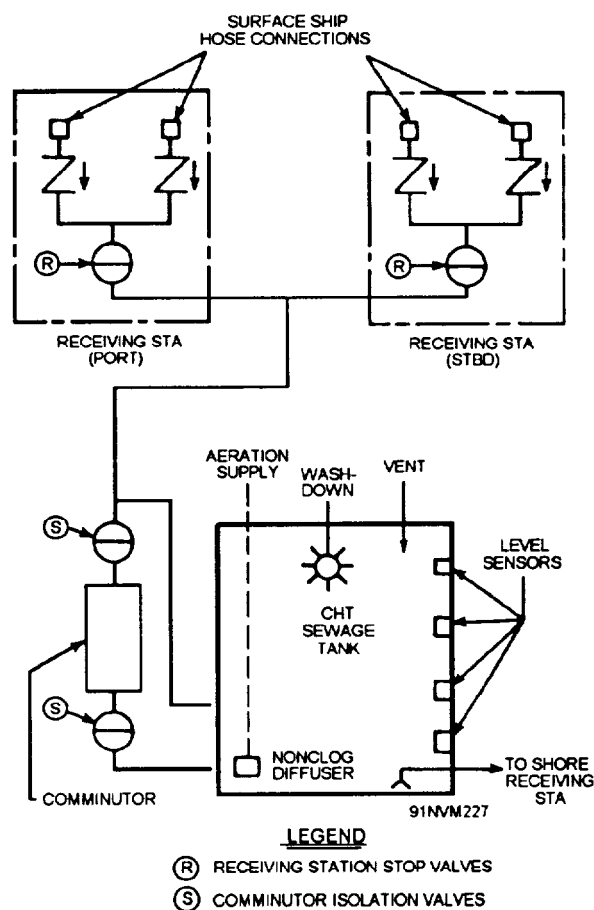 SURFACE SHIP
HOSE CONNECTIONS
R
R
RECEIVING STA
(PORT)
RECEIVING STA
(STBD)
AERATION
SUPPLY
WASH-
DOWN
VENT
S
LEVEL
SENSORS
CHT
SEWAGE
TANK
S
NONCLOG
DIFFUSER
COMMINUTOR
TO SHORE
RECEIVING
STA
91NVM227
LEGEND
R RECEIVING STATION STOP VALVES
S COMMINUTOR ISOLATION VALVES